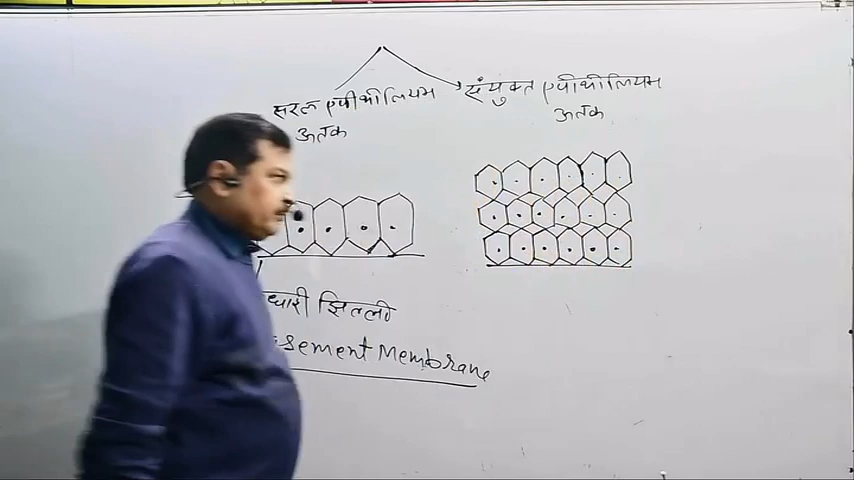 सरल एपीथीलियम
ऊतक
संयुक्त एपीथीलियम
ऊतक
धारी झिल्ली
sement Membrane